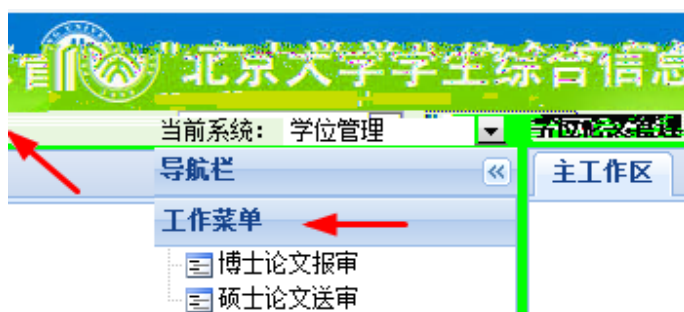 北京大学学生综合信息
当前系统： 学位管理
导航栏
主工作区
工作菜单
博士论文报审
硕士论文送审